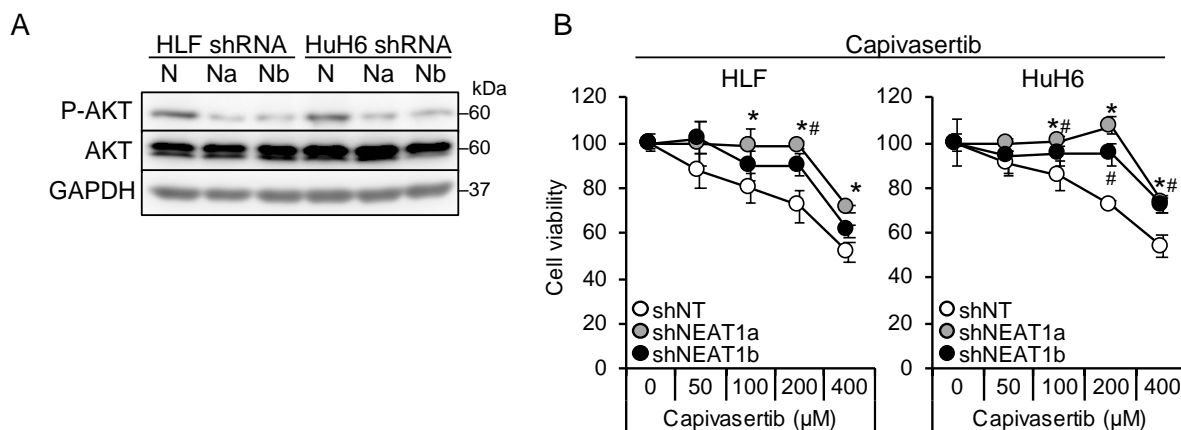 A
HLF shRNA HuH6 shRNA
N Na Nb N Na Nb
kDa
P-AKT 60
AKT 60
GAPDH 37
B
Capivasertib
HLF
Cell viability
120
100
80
60
40
20
0
* *# *
shNT
shNEAT1a
shNEAT1b
0 50 100 200 400
Capivasertib (µM)
HuH6
120
100
80
60
40
20
0
*# * # *#
shNT
shNEAT1a
shNEAT1b
0 50 100 200 400
Capivasertib (µM)